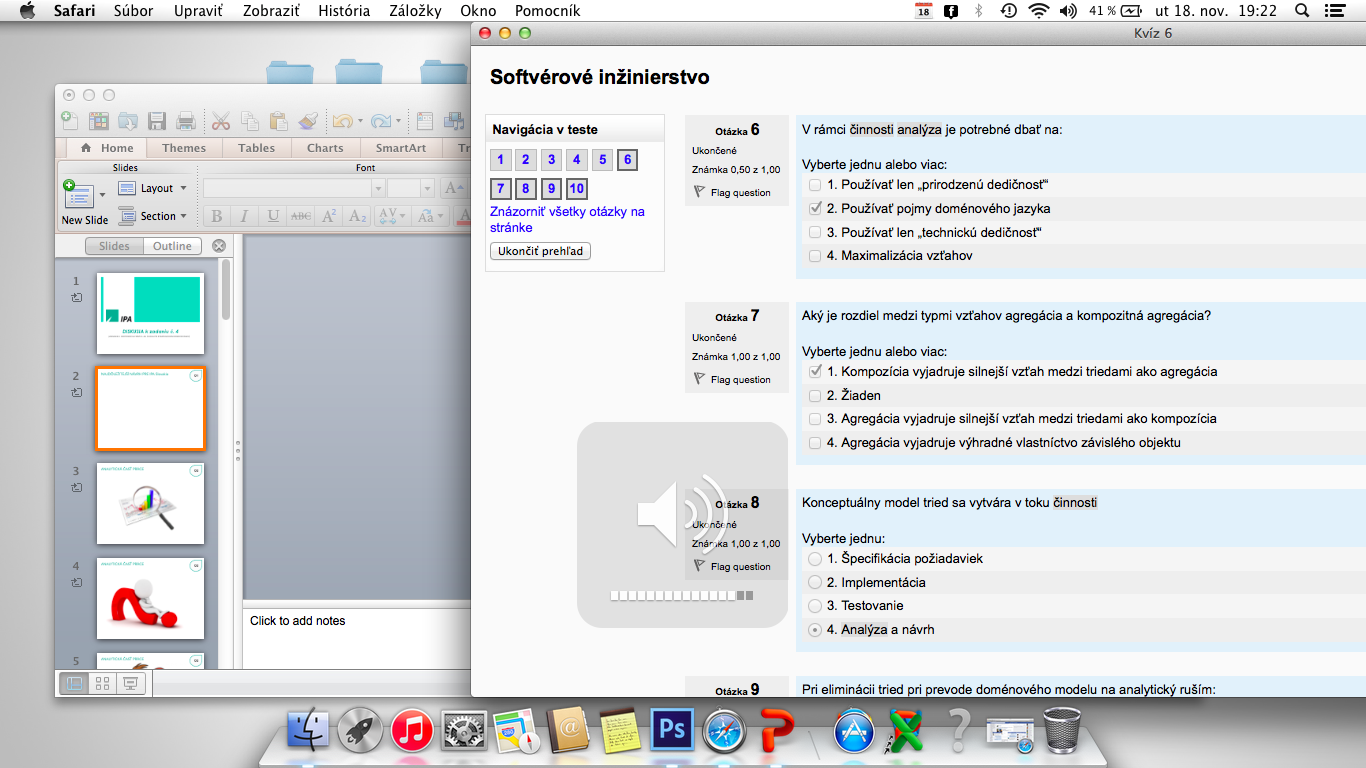 Safari Súbor Upraviť Zobraziť História Záložky Okno Pomocník
18 41 % ut 18. nov. 19:22
Kvíz 6
Softvérové inžinierstvo
Navigácia v teste
1 2 3 4 5 6
7 8 9 10
Znázorniť všetky otázky na
stránke
Ukončiť prehľad
Otázka 6
Ukončené
Známka 0,50 z 1,00
Flag question
V rámci činnosti analýza je potrebné dbať na:
Vyberte jednu alebo viac:
1. Používať len „prirodzenú dedičnosť“
2. Používať pojmy doménového jazyka
3. Používať len „technickú dedičnosť“
4. Maximalizácia vzťahov
Otázka 7
Ukončené
Známka 1,00 z 1,00
Flag question
Aký je rozdiel medzi typmi vzťahov agregácia a kompozitná agregácia?
Vyberte jednu alebo viac:
1. Kompozícia vyjadruje silnejší vzťah medzi triedami ako agregácia
2. Žiaden
3. Agregácia vyjadruje silnejší vzťah medzi triedami ako kompozícia
4. Agregácia vyjadruje výhradné vlastníctvo závislého objektu
Otázka 8
Ukončené
Známka 1,00 z 1,00
Flag question
Konceptuálny model tried sa vytvára v toku činnosti
Vyberte jednu:
1. Špecifikácia požiadaviek
2. Implementácia
3. Testovanie
4. Analýza a návrh
Otázka 9
Pri eliminácii tried pri prevode doménového modelu na analytický ruším:
Home Themes Tables Charts SmartArt Tr
Slides Font
New Slide Layout Section
B I U ABC A² A₂ AV Aa A
Slides Outline
1
IPA
2
3
4
5
Click to add notes
Ps